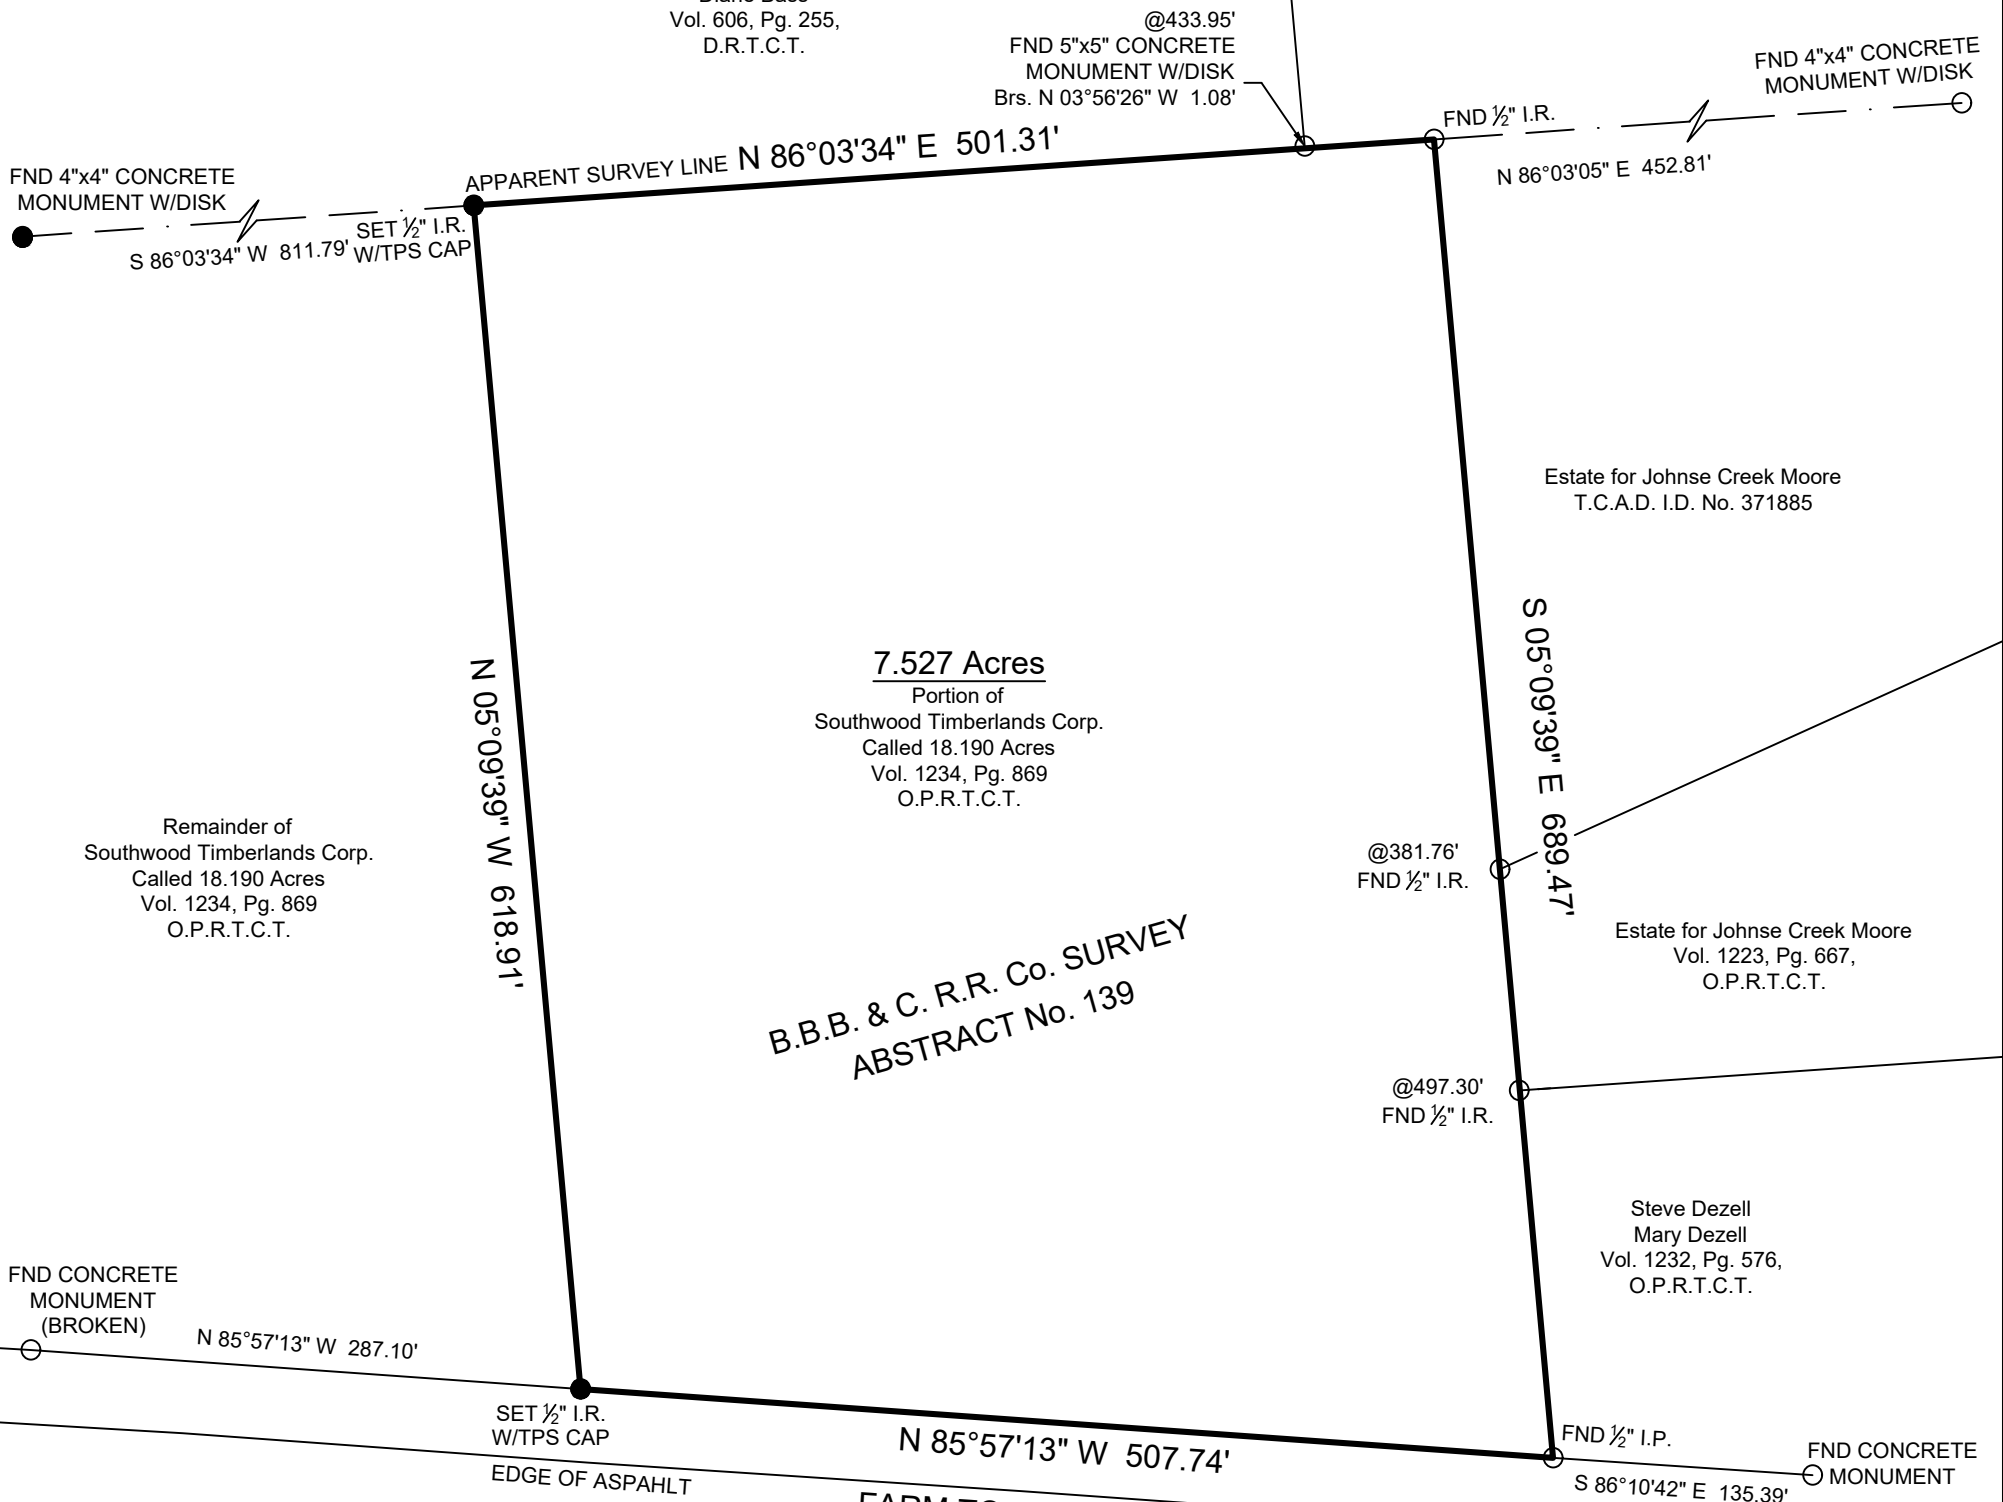 Vol. 606, Pg. 255,
D.R.T.C.T.
@433.95'
FND 5"x5" CONCRETE
MONUMENT W/DISK
Brs. N 03°56'26" W 1.08'
FND 4"x4" CONCRETE
MONUMENT W/DISK
FND ½" I.R.
N 86°03'05" E 452.81'
APPARENT SURVEY LINE N 86°03'34" E 501.31'
FND 4"x4" CONCRETE
MONUMENT W/DISK
S 86°03'34" W 811.79'
SET ½" I.R.
W/TPS CAP
Estate for Johnse Creek Moore
T.C.A.D. I.D. No. 371885
S 05°09'39" E 689.47'
N 05°09'39" W 618.91'
7.527 Acres
Portion of
Southwood Timberlands Corp.
Called 18.190 Acres
Vol. 1234, Pg. 869
O.P.R.T.C.T.
Remainder of
Southwood Timberlands Corp.
Called 18.190 Acres
Vol. 1234, Pg. 869
O.P.R.T.C.T.
@381.76'
FND ½" I.R.
Estate for Johnse Creek Moore
Vol. 1223, Pg. 667,
O.P.R.T.C.T.
B.B.B. & C. R.R. Co. SURVEY
ABSTRACT No. 139
@497.30'
FND ½" I.R.
Steve Dezell
Mary Dezell
Vol. 1232, Pg. 576,
O.P.R.T.C.T.
FND CONCRETE
MONUMENT
(BROKEN)
N 85°57'13" W 287.10'
SET ½" I.R.
W/TPS CAP
N 85°57'13" W 507.74'
FND ½" I.P.
FND CONCRETE
MONUMENT
S 86°10'42" E 135.39'
EDGE OF ASPAHLT